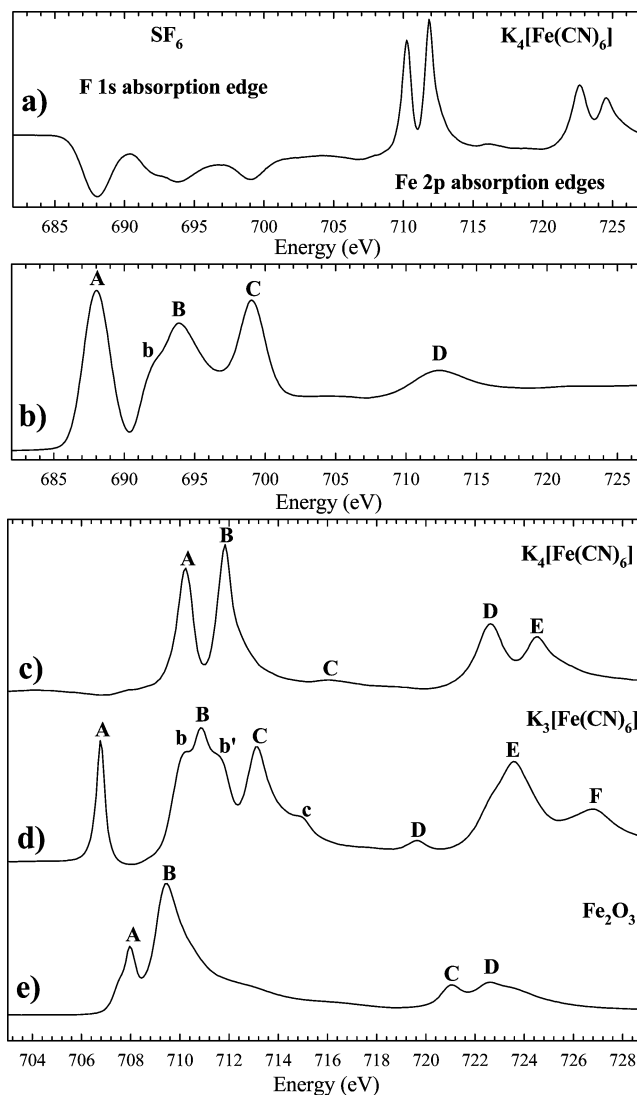 SF6 K4[Fe(CN)6]
F 1s absorption edge
a)
Fe 2p absorption edges
685 690 695 700 705 710 715 720 725
Energy (eV)
A
B
C
b
D
b)
685 690 695 700 705 710 715 720 725
Energy (eV)
B
K4[Fe(CN)6]
A
D
E
c)
C
K3[Fe(CN)6]
A
B
b
b'
C
E
c
F
D
d)
B
Fe2O3
A
C
D
e)
704 706 708 710 712 714 716 718 720 722 724 726 728
Energy (eV)